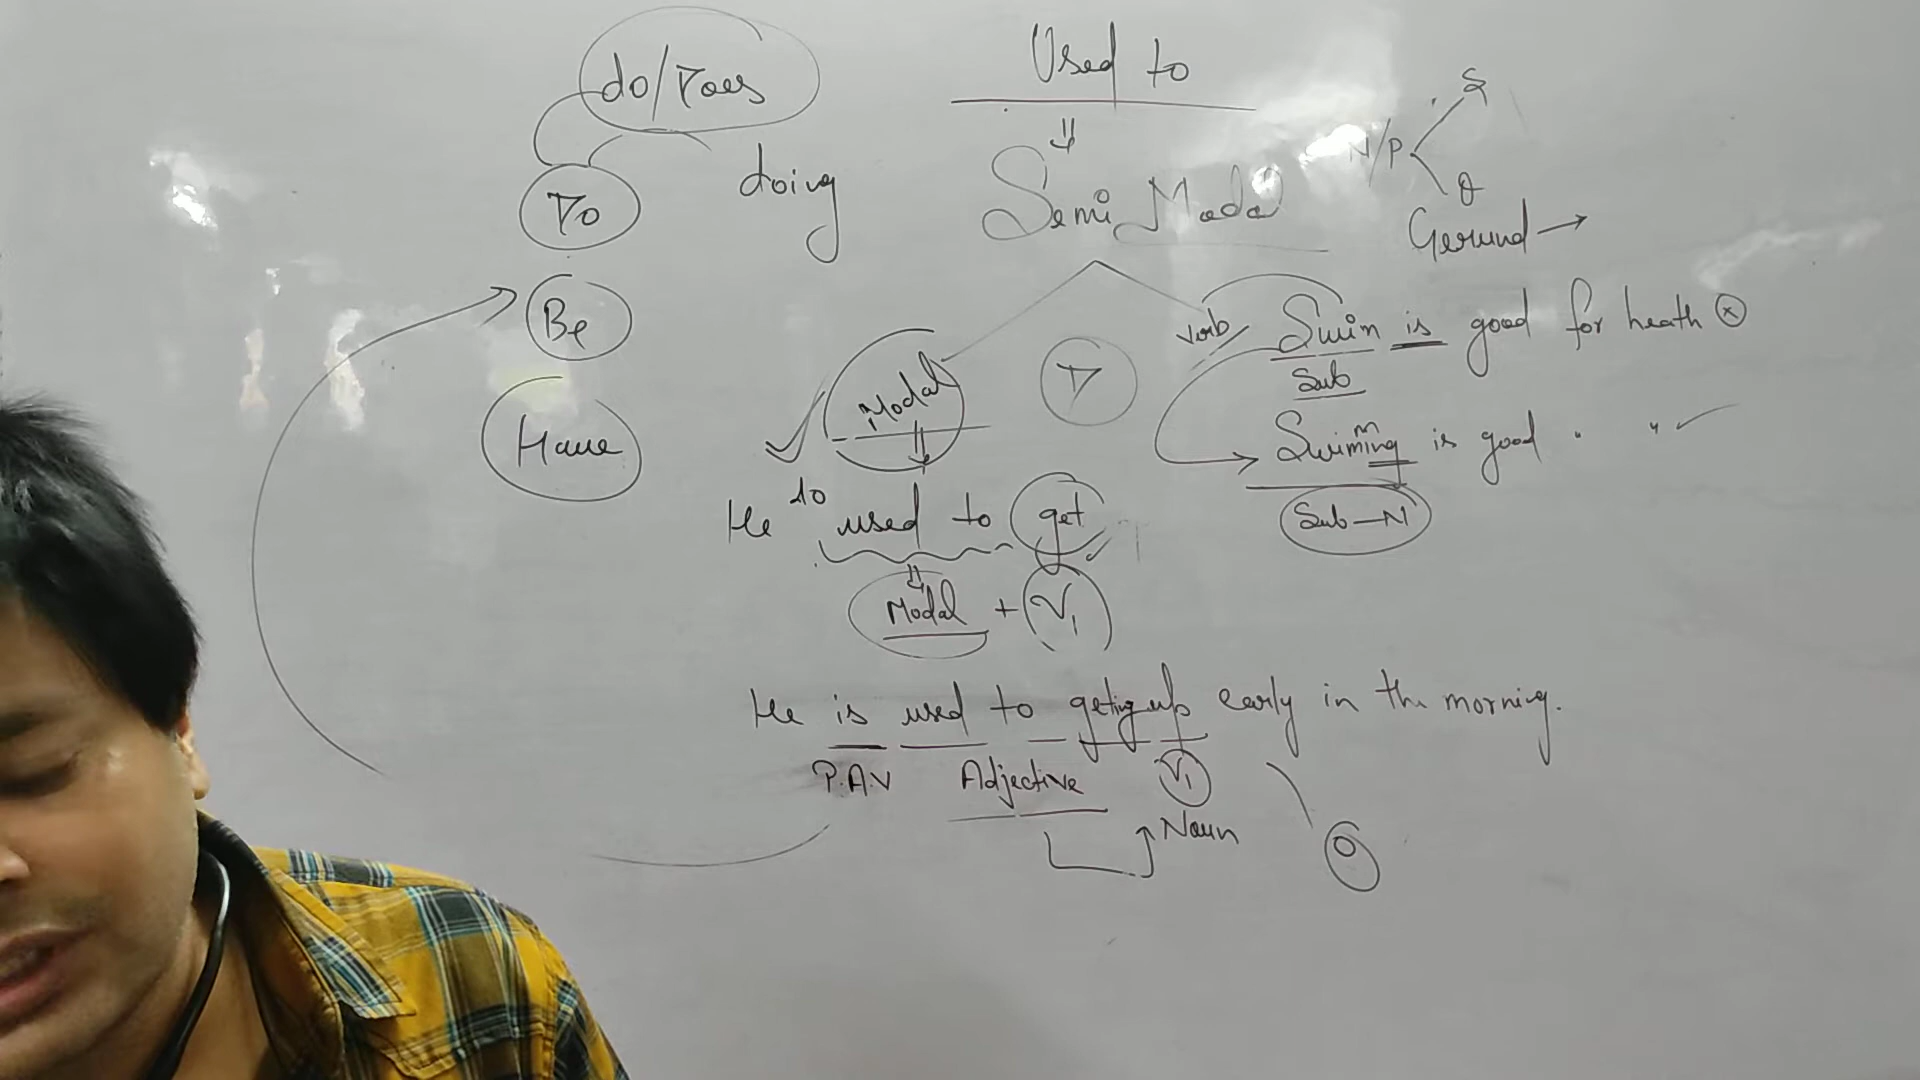 do/Does
To
doing
Be
Have
Used to
Semi Modal
Modal
He used to get
Modal + V1
He is used to geting up early in the morning.
P.A.V Adjective V1
Noun
O
N/P
S
O
Gerund →
verb Swim is good for heath ⊗
Sub
Swimming is good " " ✓
Sub-N